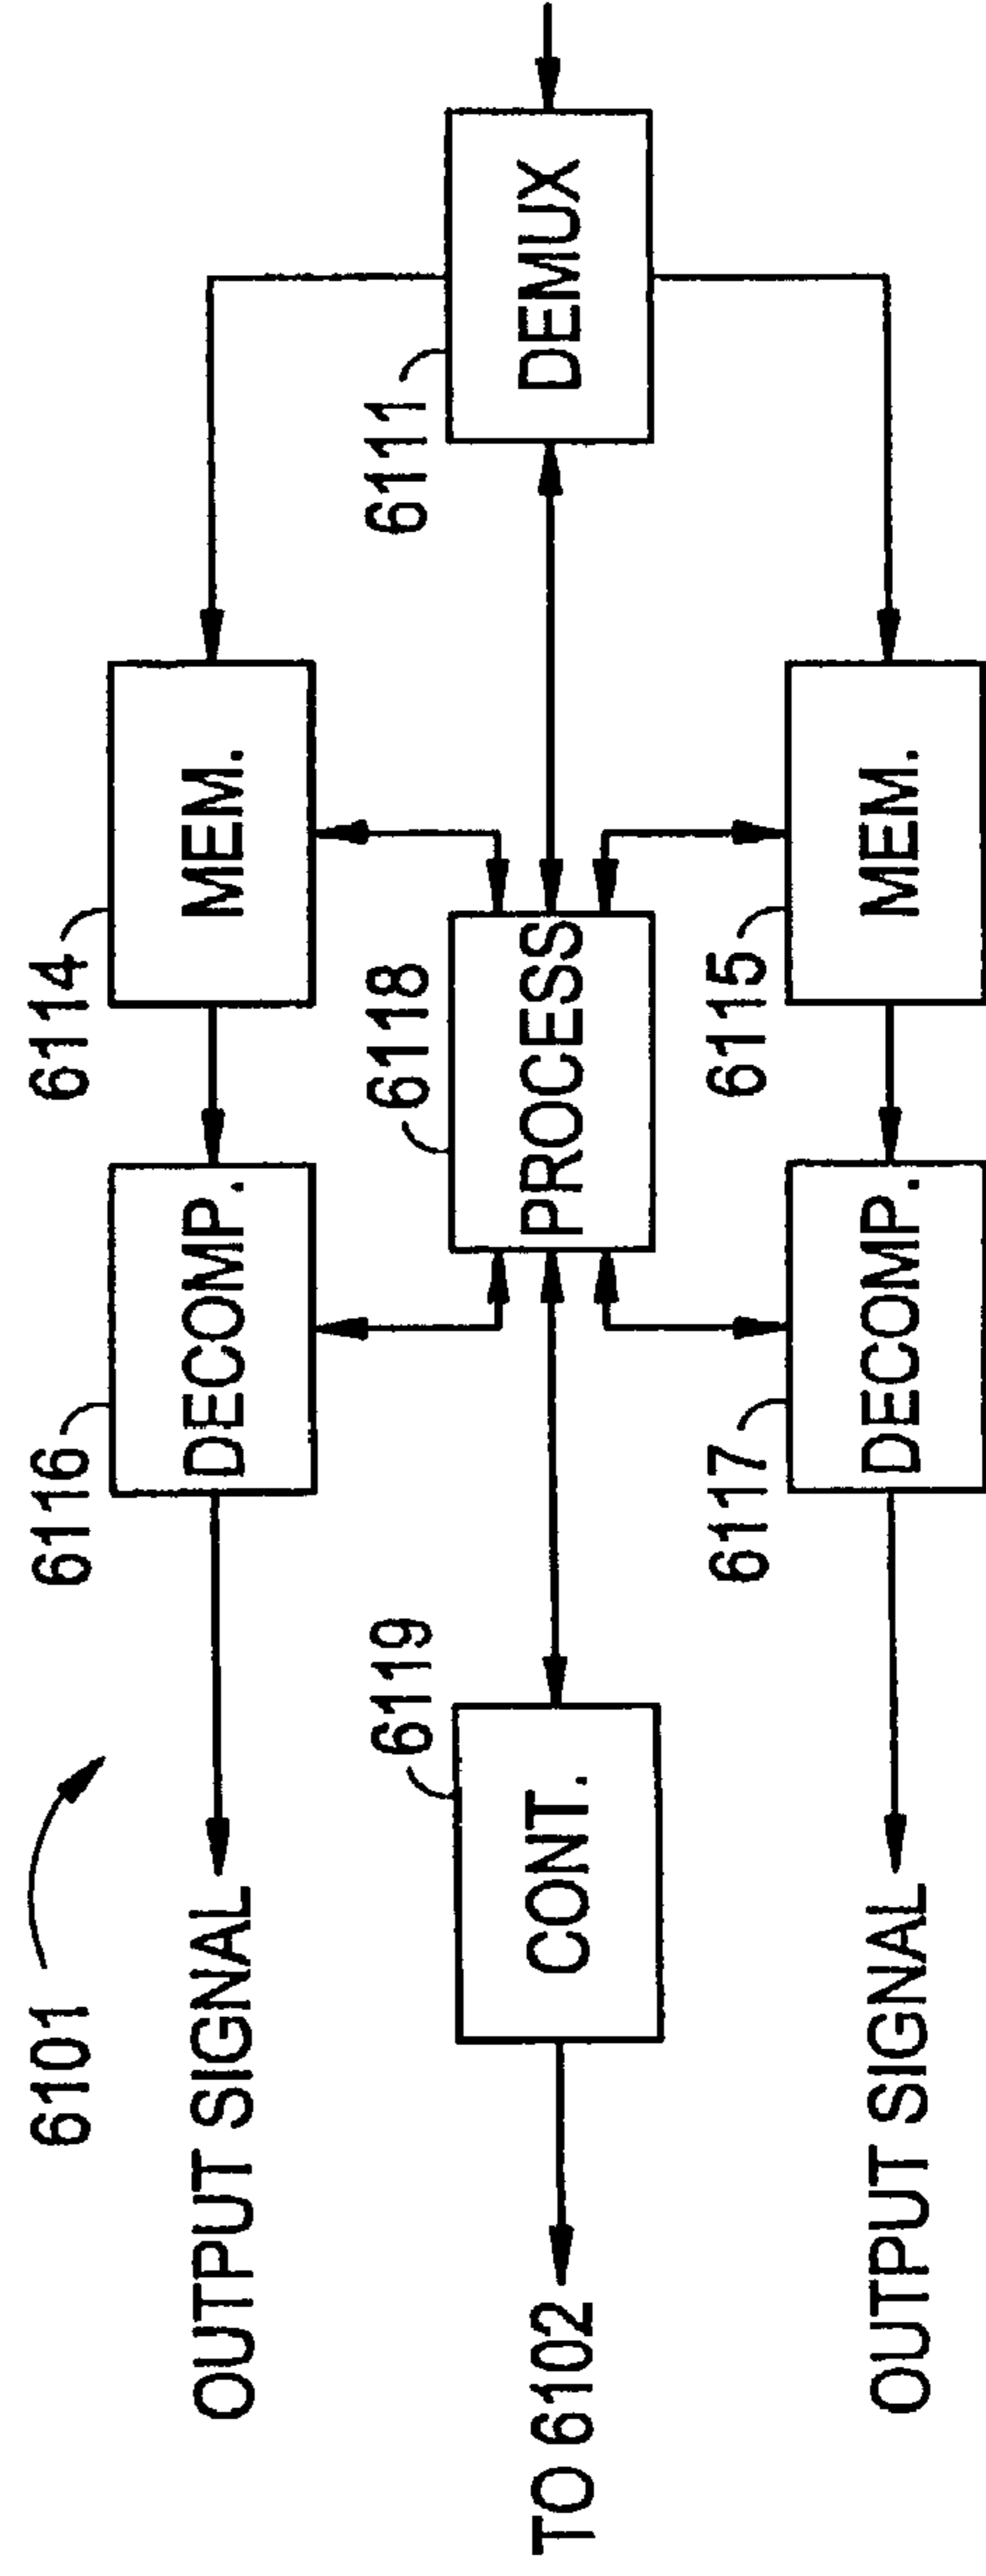 6101
OUTPUT SIGNAL
6116
DECOMP.
6114
MEM.
TO 6102
6119
CONT.
6118
PROCESS
6111
DEMUX
OUTPUT SIGNAL
6117
DECOMP.
6115
MEM.